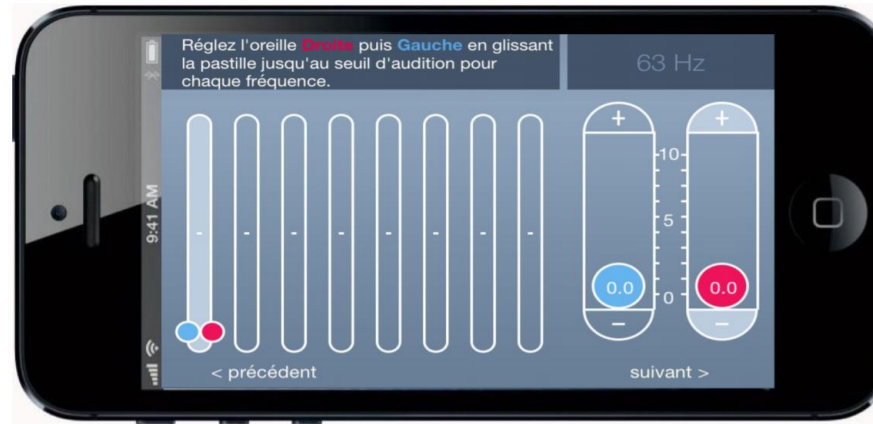 Réglez l'oreille Droite puis Gauche en glissant
la pastille jusqu'au seuil d'audition pour
chaque fréquence.
63 Hz
9:41 AM
- - - - - - - -
+ +
10
5
0
0.0 0.0
- -
< précédent
suivant >